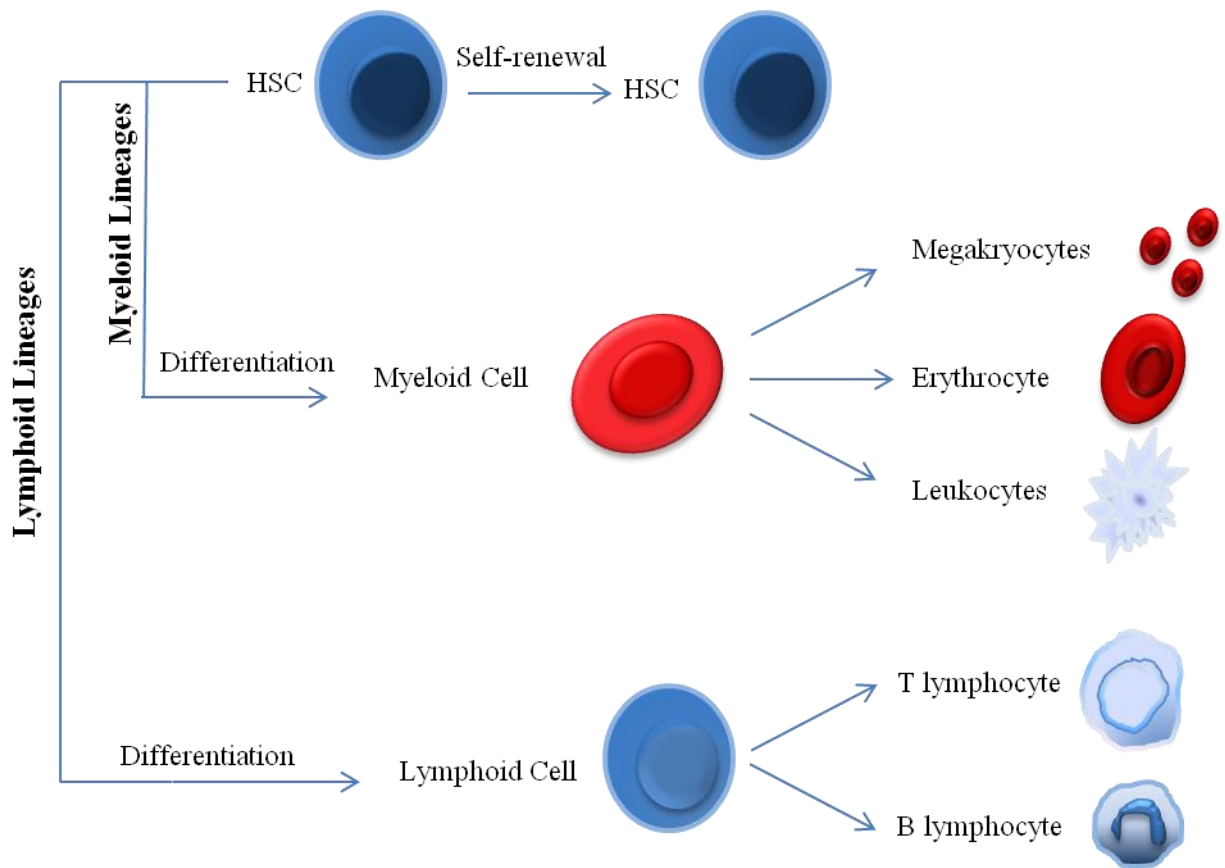 Self-renewal
HSC
HSC
Myeloid Lineages
Lymphoid Lineages
Megakryocytes
Differentiation
Myeloid Cell
Erythrocyte
Leukocytes
T lymphocyte
Differentiation
Lymphoid Cell
B lymphocyte